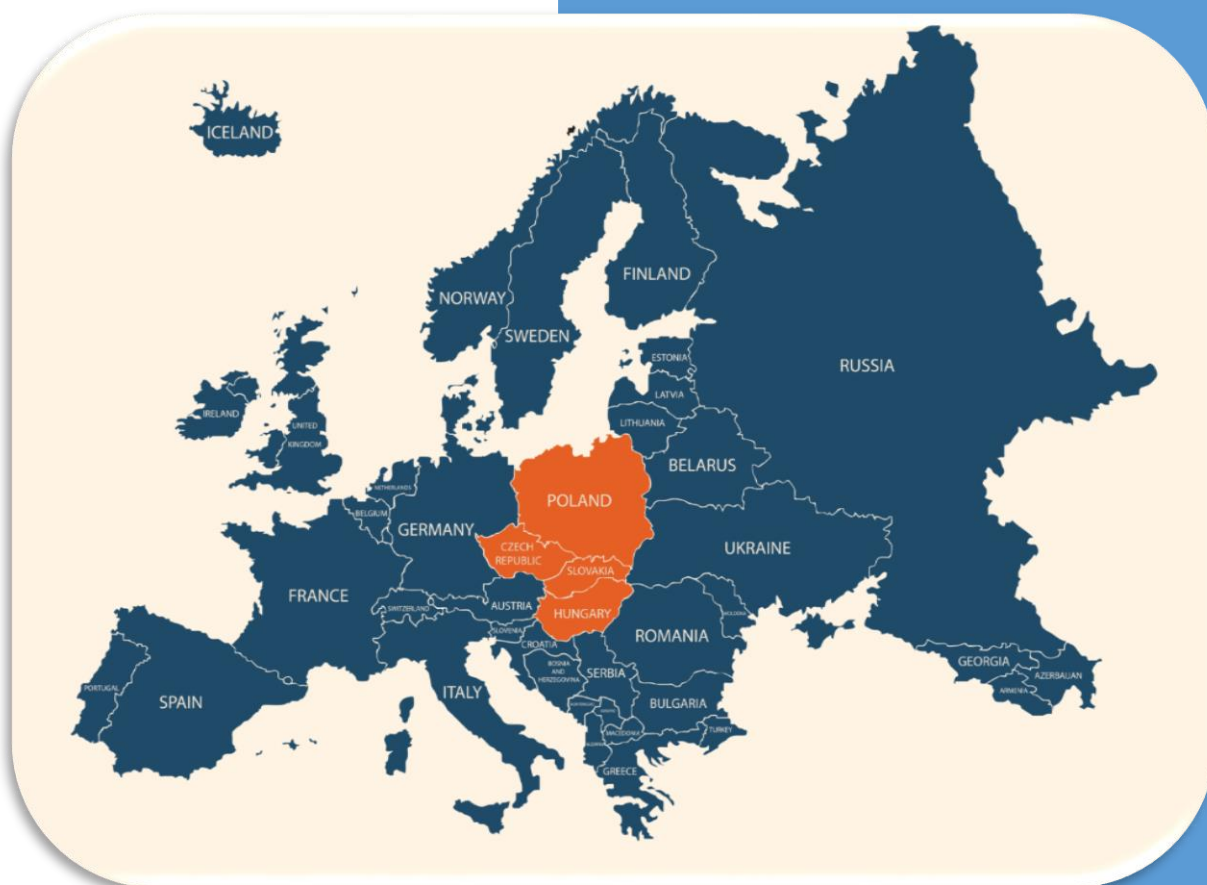 ICELAND
NORWAY
SWEDEN
FINLAND
RUSSIA
ESTONIA
LATVIA
LITHUANIA
IRELAND
UNITED
KINGDOM
BELARUS
NETHERLANDS
POLAND
BELGIUM
GERMANY
CZECH
REPUBLIC
UKRAINE
SLOVAKIA
FRANCE
SWITZERLAND
AUSTRIA
HUNGARY
MOLDOVA
SLOVENIA
ROMANIA
CROATIA
BOSNIA
AND
HERZEGOVINA
SERBIA
GEORGIA
AZERBAIJAN
ARMENIA
PORTUGAL
SPAIN
ITALY
BULGARIA
MACEDONIA
TURKEY
GREECE